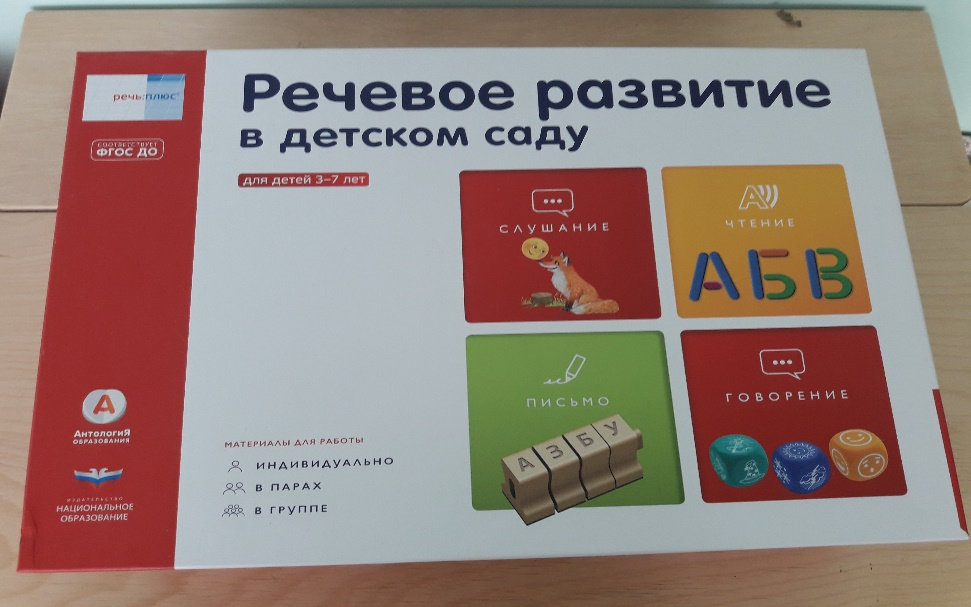 речь:плюс
СООТВЕТСТВУЕТ
ФГОС ДО
Речевое развитие
в детском саду
для детей 3–7 лет
СЛУШАНИЕ
ЧТЕНИЕ
АБВ
ПИСЬМО
АЗБУ
ГОВОРЕНИЕ
МАТЕРИАЛЫ ДЛЯ РАБОТЫ
ИНДИВИДУАЛЬНО
В ПАРАХ
В ГРУППЕ
АнтологиЯ
ОБРАЗОВАНИЯ
ИЗДАТЕЛЬСТВО
НАЦИОНАЛЬНОЕ
ОБРАЗОВАНИЕ